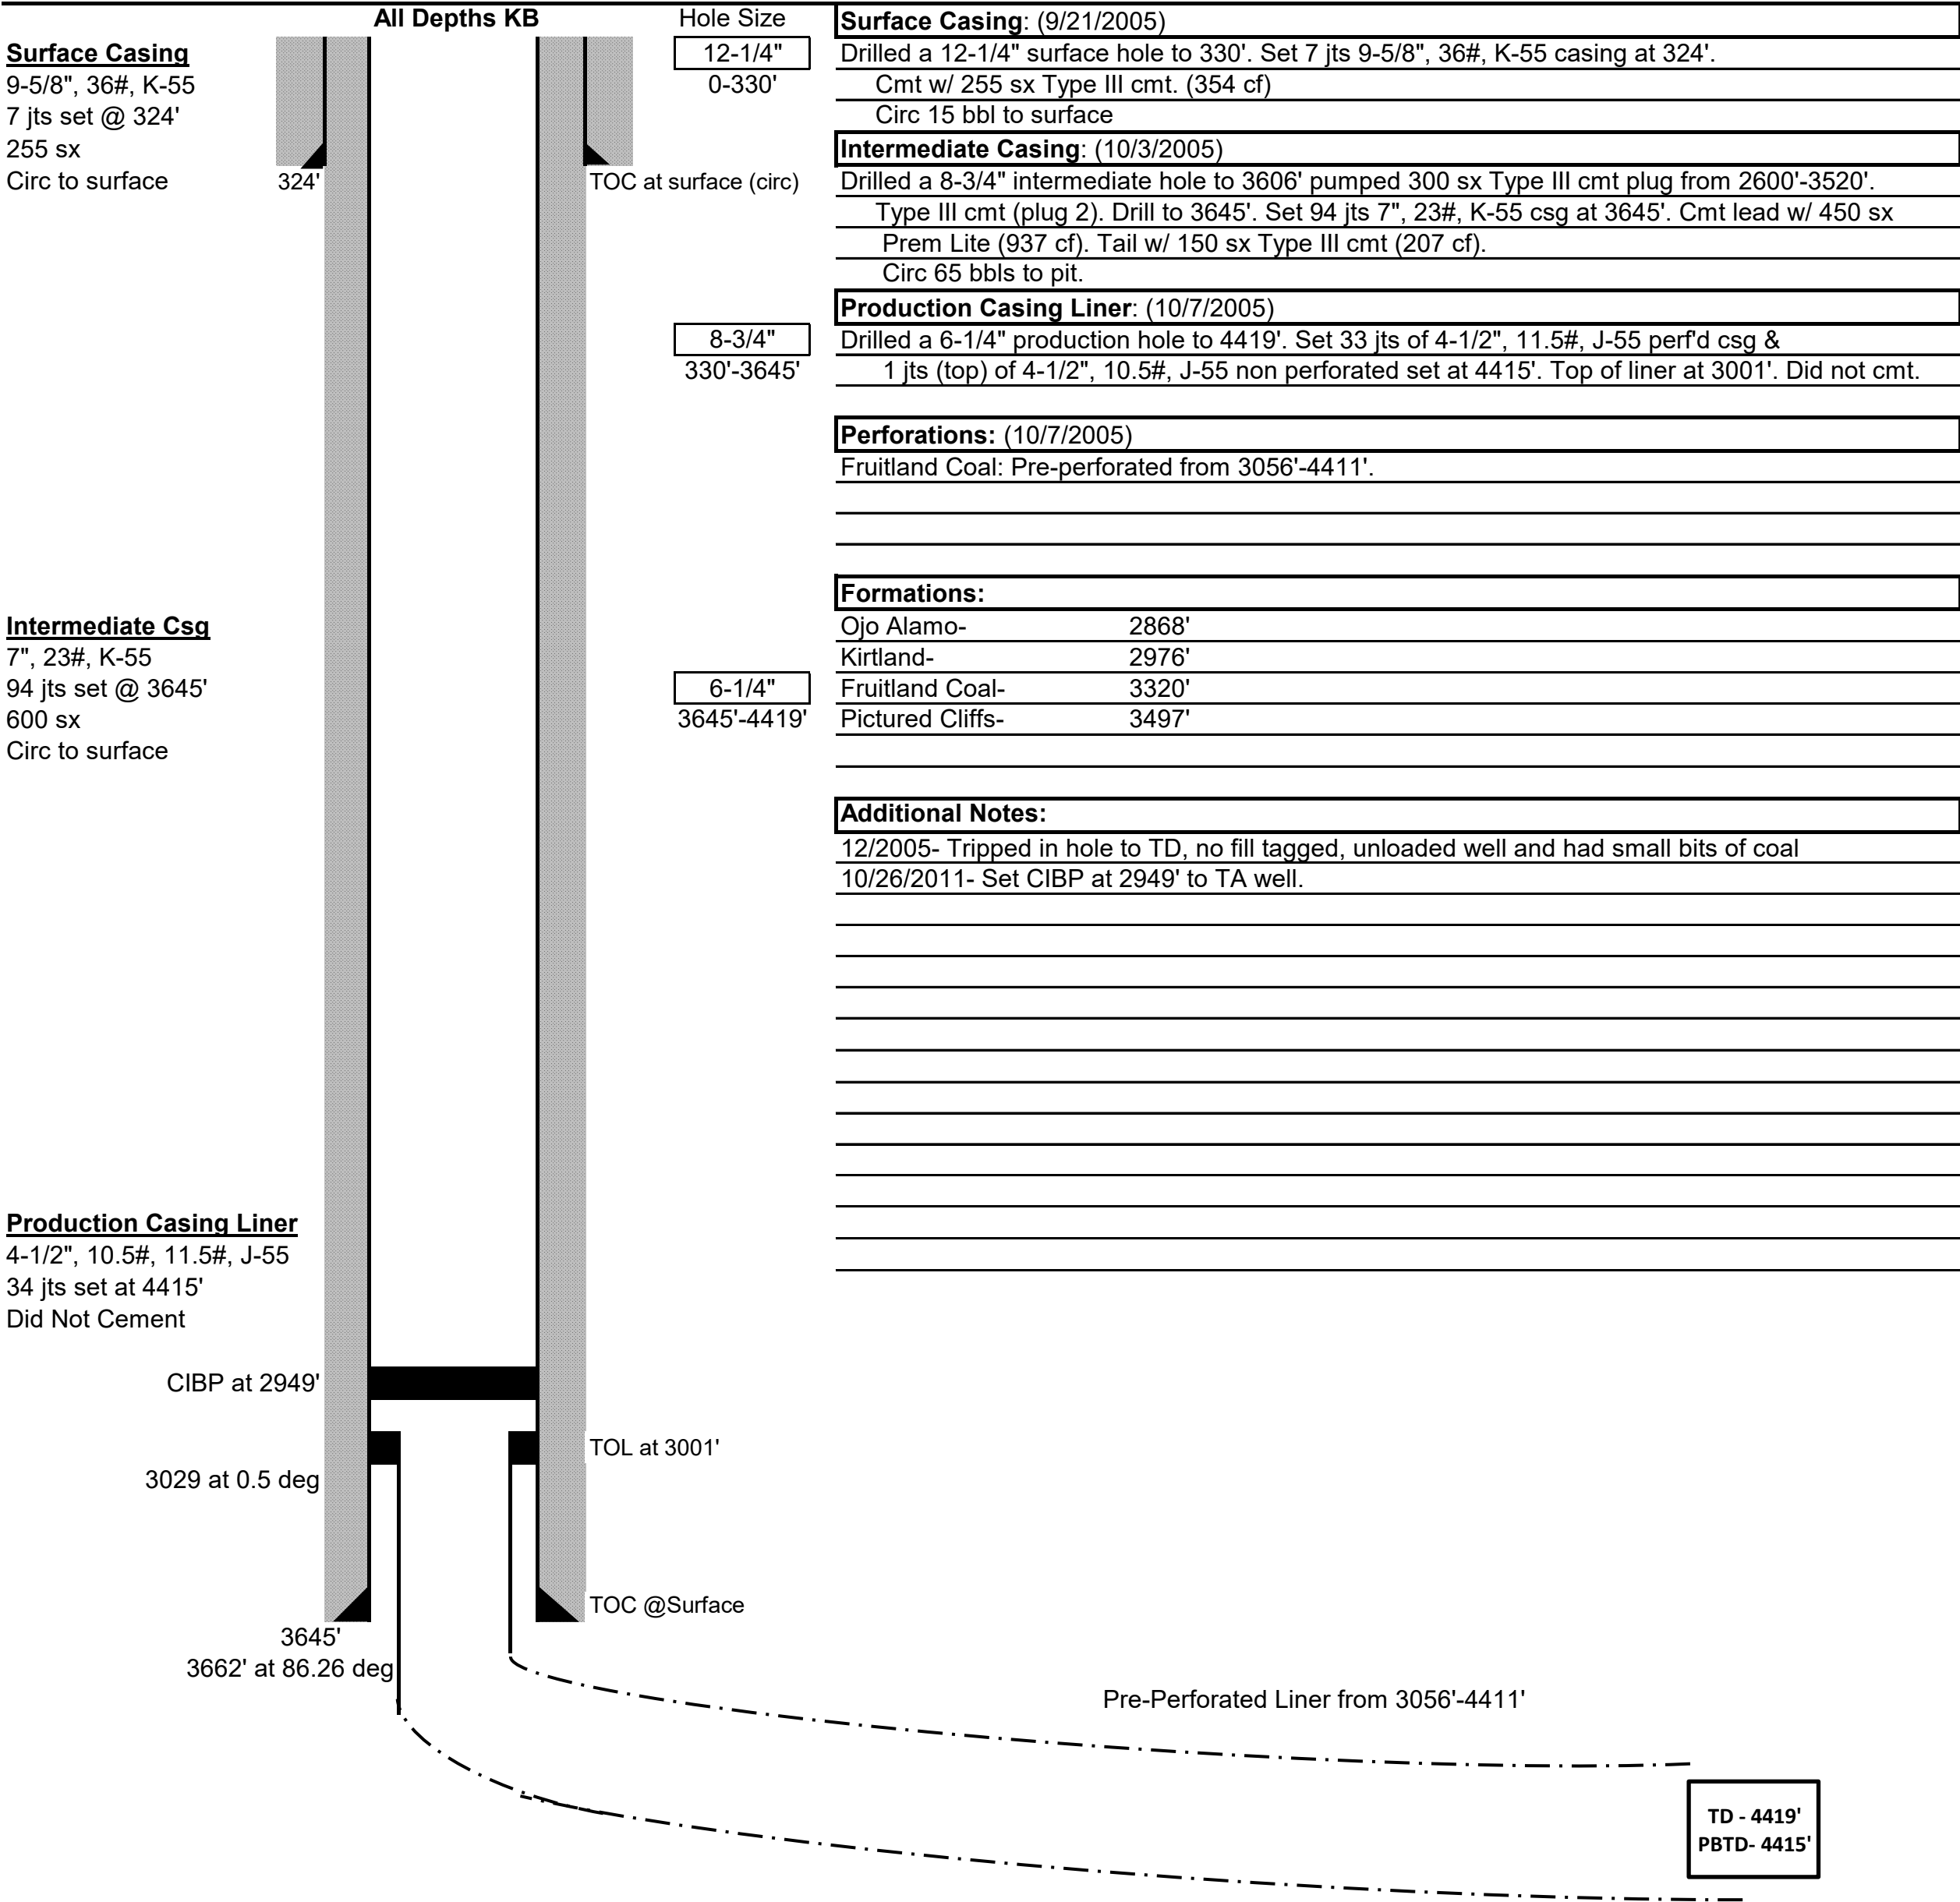 All Depths KB
Hole Size
Surface Casing
9-5/8", 36#, K-55
7 jts set @ 324'
255 sx
Circ to surface
324'
TOC at surface (circ)
12-1/4"
0-330'
Surface Casing: (9/21/2005)
Drilled a 12-1/4" surface hole to 330'. Set 7 jts 9-5/8", 36#, K-55 casing at 324'.
Cmt w/ 255 sx Type III cmt. (354 cf)
Circ 15 bbl to surface
Intermediate Casing: (10/3/2005)
Drilled a 8-3/4" intermediate hole to 3606' pumped 300 sx Type III cmt plug from 2600'-3520'.
Type III cmt (plug 2). Drill to 3645'. Set 94 jts 7", 23#, K-55 csg at 3645'. Cmt lead w/ 450 sx
Prem Lite (937 cf). Tail w/ 150 sx Type III cmt (207 cf).
Circ 65 bbls to pit.
Production Casing Liner: (10/7/2005)
8-3/4"
330'-3645'
Drilled a 6-1/4" production hole to 4419'. Set 33 jts of 4-1/2", 11.5#, J-55 perf'd csg &
1 jts (top) of 4-1/2", 10.5#, J-55 non perforated set at 4415'. Top of liner at 3001'. Did not cmt.
Perforations: (10/7/2005)
Fruitland Coal: Pre-perforated from 3056'-4411'.
Formations:
Ojo Alamo- 2868'
Kirtland- 2976'
Fruitland Coal- 3320'
Pictured Cliffs- 3497'
Intermediate Csg
7", 23#, K-55
94 jts set @ 3645'
600 sx
Circ to surface
6-1/4"
3645'-4419'
Additional Notes:
12/2005- Tripped in hole to TD, no fill tagged, unloaded well and had small bits of coal
10/26/2011- Set CIBP at 2949' to TA well.
Production Casing Liner
4-1/2", 10.5#, 11.5#, J-55
34 jts set at 4415'
Did Not Cement
CIBP at 2949'
TOL at 3001'
3029 at 0.5 deg
TOC @Surface
3645'
3662' at 86.26 deg
Pre-Perforated Liner from 3056'-4411'
TD - 4419'
PBTD- 4415'